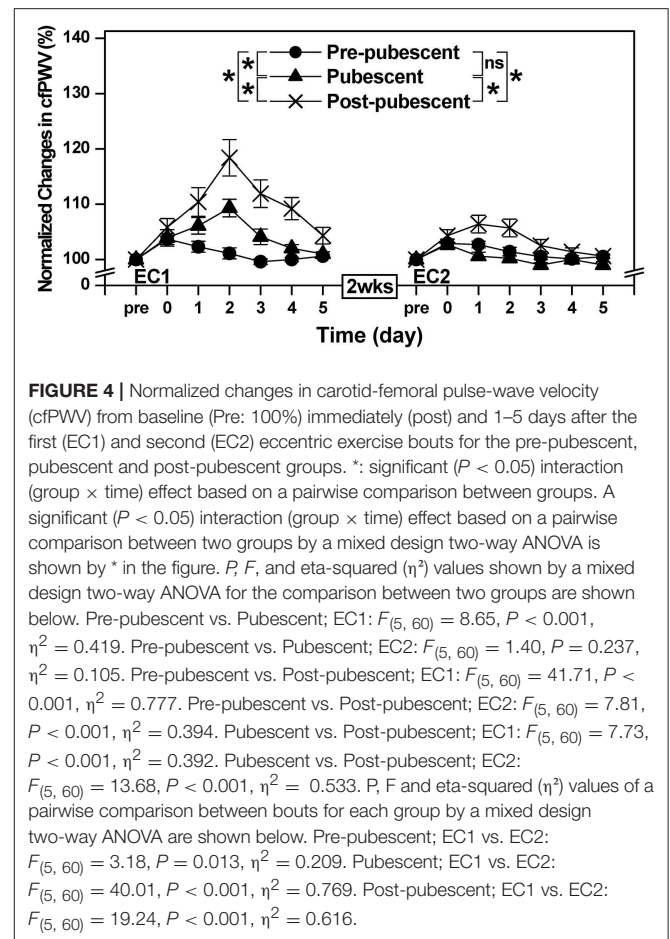 Normalized Changes in cfPWV (%)
140
130
120
110
100
0
* * * Pre-pubescent ns *
Pubescent
Post-pubescent *
EC1
EC2
2wks
pre 0 1 2 3 4 5 pre 0 1 2 3 4 5
Time (day)
FIGURE 4 | Normalized changes in carotid-femoral pulse-wave velocity
(cfPWV) from baseline (Pre: 100%) immediately (post) and 1–5 days after the
first (EC1) and second (EC2) eccentric exercise bouts for the pre-pubescent,
pubescent and post-pubescent groups. *: significant (P < 0.05) interaction
(group × time) effect based on a pairwise comparison between groups. A
significant (P < 0.05) interaction (group × time) effect based on a pairwise
comparison between two groups by a mixed design two-way ANOVA is
shown by * in the figure. P, F, and eta-squared (η²) values shown by a mixed
design two-way ANOVA for the comparison between two groups are shown
below. Pre-pubescent vs. Pubescent; EC1: F(5, 60) = 8.65, P < 0.001,
η² = 0.419. Pre-pubescent vs. Pubescent; EC2: F(5, 60) = 1.40, P = 0.237,
η² = 0.105. Pre-pubescent vs. Post-pubescent; EC1: F(5, 60) = 41.71, P <
0.001, η² = 0.777. Pre-pubescent vs. Post-pubescent; EC2: F(5, 60) = 7.81,
P < 0.001, η² = 0.394. Pubescent vs. Post-pubescent; EC1: F(5, 60) = 7.73,
P < 0.001, η² = 0.392. Pubescent vs. Post-pubescent; EC2:
F(5, 60) = 13.68, P < 0.001, η² = 0.533. P, F and eta-squared (η²) values of a
pairwise comparison between bouts for each group by a mixed design
two-way ANOVA are shown below. Pre-pubescent; EC1 vs. EC2:
F(5, 60) = 3.18, P = 0.013, η² = 0.209. Pubescent; EC1 vs. EC2:
F(5, 60) = 40.01, P < 0.001, η² = 0.769. Post-pubescent; EC1 vs. EC2:
F(5, 60) = 19.24, P < 0.001, η² = 0.616.